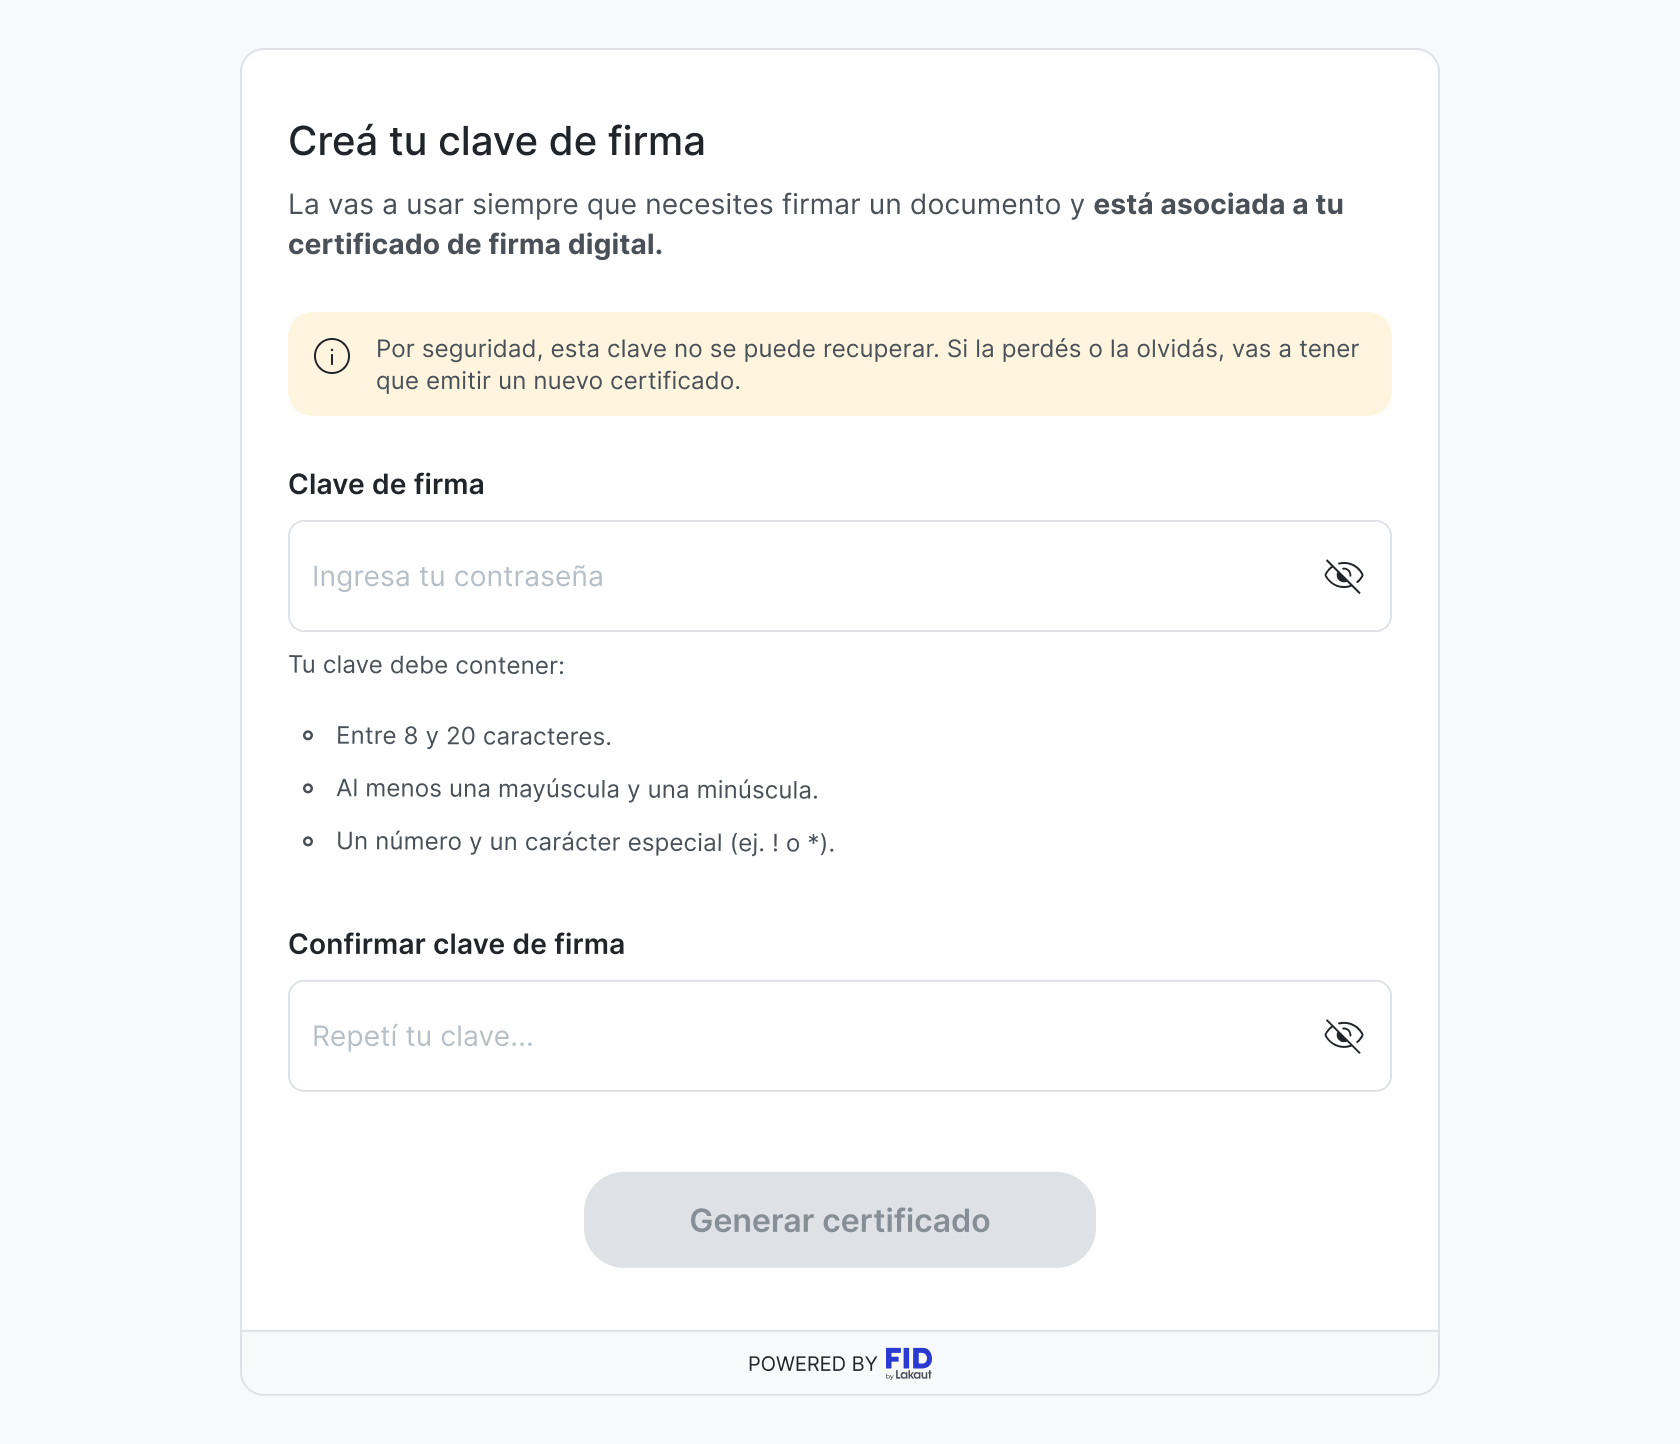 Creá tu clave de firma
La vas a usar siempre que necesites firmar un documento y está asociada a tu
certificado de firma digital.
Por seguridad, esta clave no se puede recuperar. Si la perdés o la olvidás, vas a tener
que emitir un nuevo certificado.
Clave de firma
Ingresa tu contraseña
Tu clave debe contener:
Entre 8 y 20 caracteres.
Al menos una mayúscula y una minúscula.
Un número y un carácter especial (ej. ! o *).
Confirmar clave de firma
Repetí tu clave...
Generar certificado
POWERED BY FID
by Lakaut